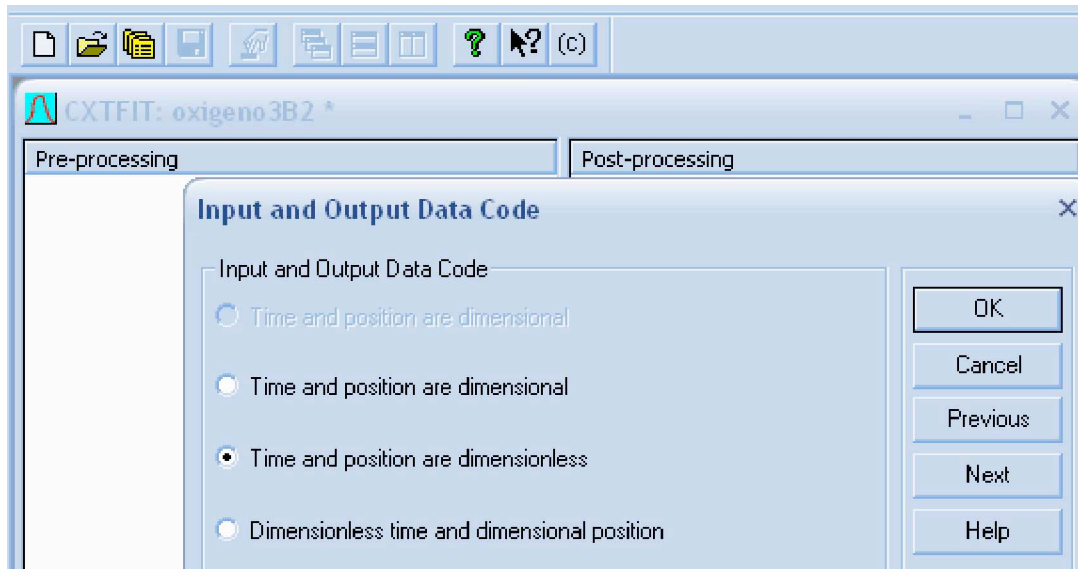 (c)
CXTFIT: oxigeno3B2 *
Pre-processing
Post-processing
Input and Output Data Code
Input and Output Data Code
Time and position are dimensional
Time and position are dimensional
Time and position are dimensionless
Dimensionless time and dimensional position
OK
Cancel
Previous
Next
Help